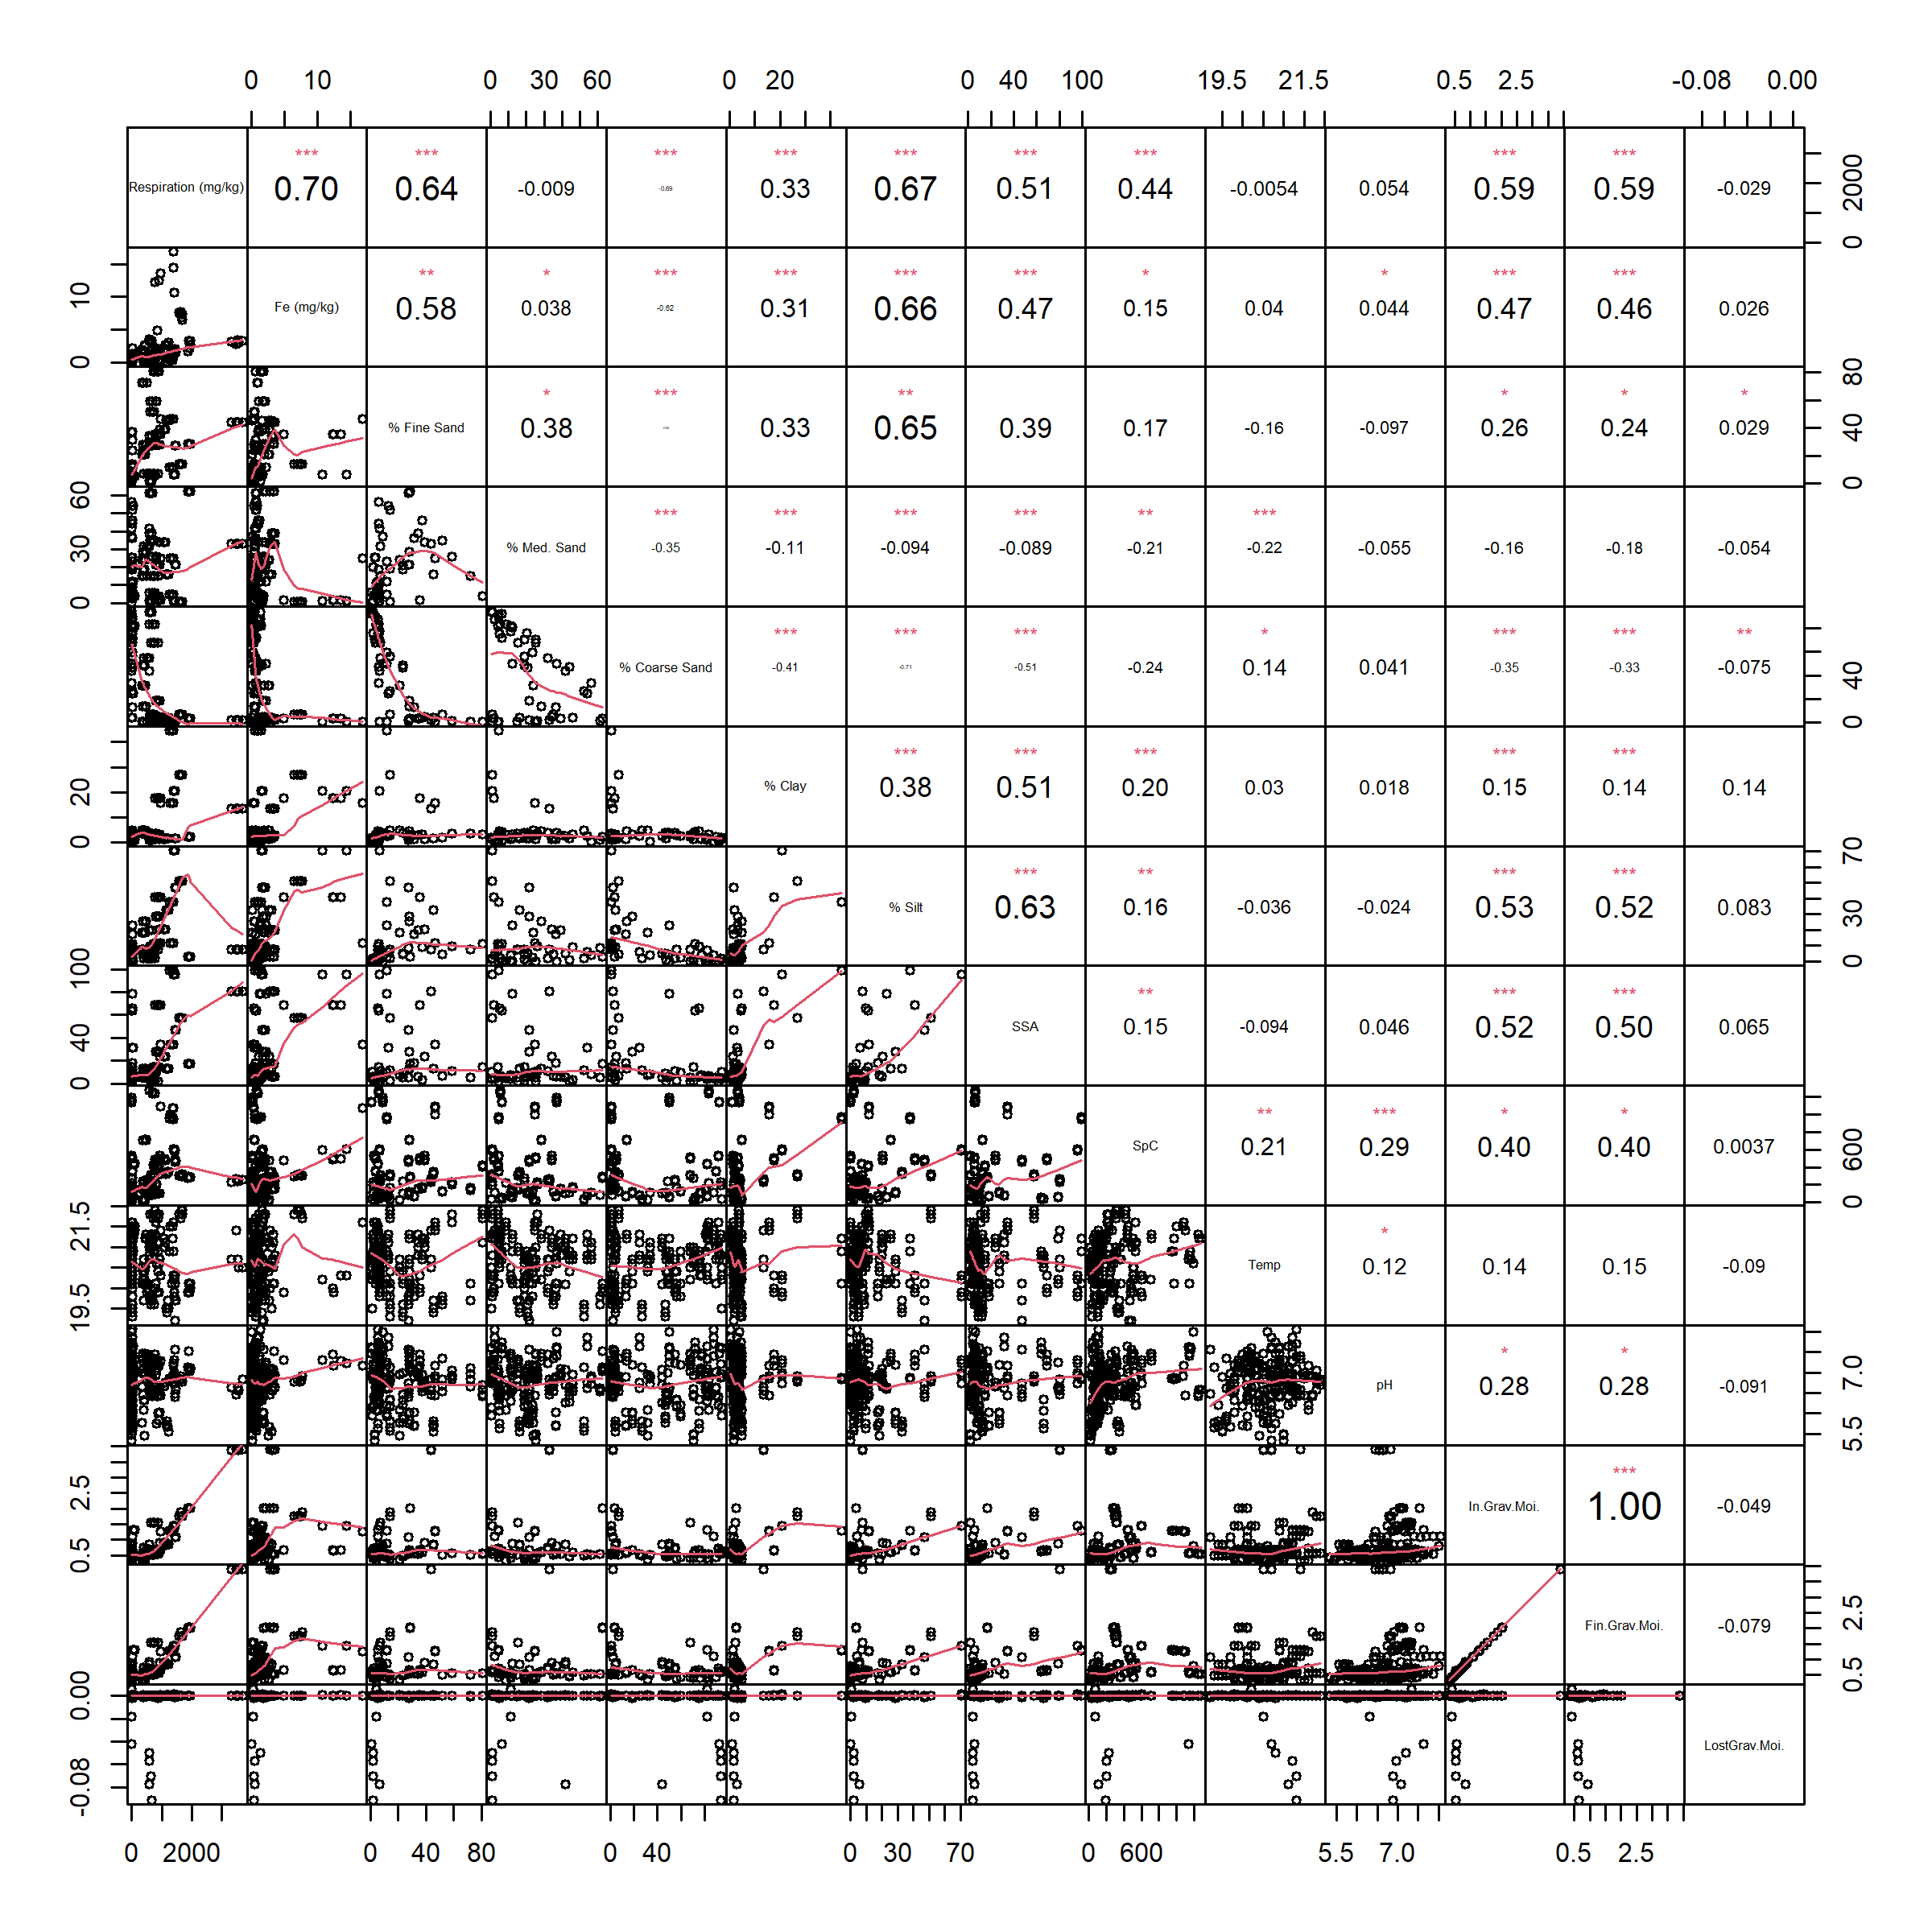 0 10 0 30 60 0 20 0 40 100 19.5 21.5 0.5 2.5 -0.08 0.00
*** *** *** *** *** *** *** *** ***
Respiration (mg/kg) 0.70 0.64 -0.009 -0.69 0.33 0.67 0.51 0.44 -0.0054 0.054 0.59 0.59 -0.029 0 2000
** * *** *** *** *** * * *** ***
0 10 Fe (mg/kg) 0.58 0.038 -0.62 0.31 0.66 0.47 0.15 0.04 0.044 0.47 0.46 0.026
* *** ** * * *
% Fine Sand 0.38 0.33 0.65 0.39 0.17 -0.16 -0.097 0.26 0.24 0.029 0 40 80
*** *** *** *** ** ***
0 30 60 % Med. Sand -0.35 -0.11 -0.094 -0.089 -0.21 -0.22 -0.055 -0.16 -0.18 -0.054
*** *** *** * *** *** **
% Coarse Sand -0.41 -0.71 -0.51 -0.24 0.14 0.041 -0.35 -0.33 -0.075 0 40
*** *** *** *** ***
0 20 % Clay 0.38 0.51 0.20 0.03 0.018 0.15 0.14 0.14
*** ** *** ***
% Silt 0.63 0.16 -0.036 -0.024 0.53 0.52 0.083 0 30 70
** *** ***
0 40 100 SSA 0.15 -0.094 0.046 0.52 0.50 0.065
** *** * *
SpC 0.21 0.29 0.40 0.40 0.0037 0 600
*
19.5 21.5 Temp 0.12 0.14 0.15 -0.09
* *
pH 0.28 0.28 -0.091 5.5 7.0
***
0.5 2.5 In.Grav.Moi. 1.00 -0.049
Fin.Grav.Moi. -0.079 0.5 2.5
-0.08 0.00 LostGrav.Moi.
0 2000 0 40 80 0 40 0 30 70 0 600 5.5 7.0 0.5 2.5